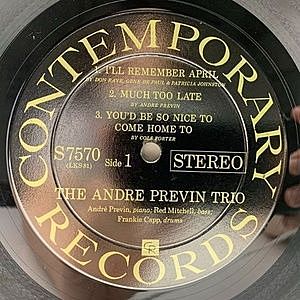 CONTEMPORARY
1. I'LL REMEMBER APRIL
BY DON RAYE, GENE DE PAUL & PATRICIA JOHNSTON
2. MUCH TOO LATE
BY ANDRE PREVIN
3. YOU'D BE SO NICE TO
COME HOME TO
BY COLE PORTER
S7570 Side 1 STEREO
(LKS81)
THE ANDRE PREVIN TRIO
André Previn, piano; Red Mitchell, bass;
Frankie Capp, drums
CR
RECORDS